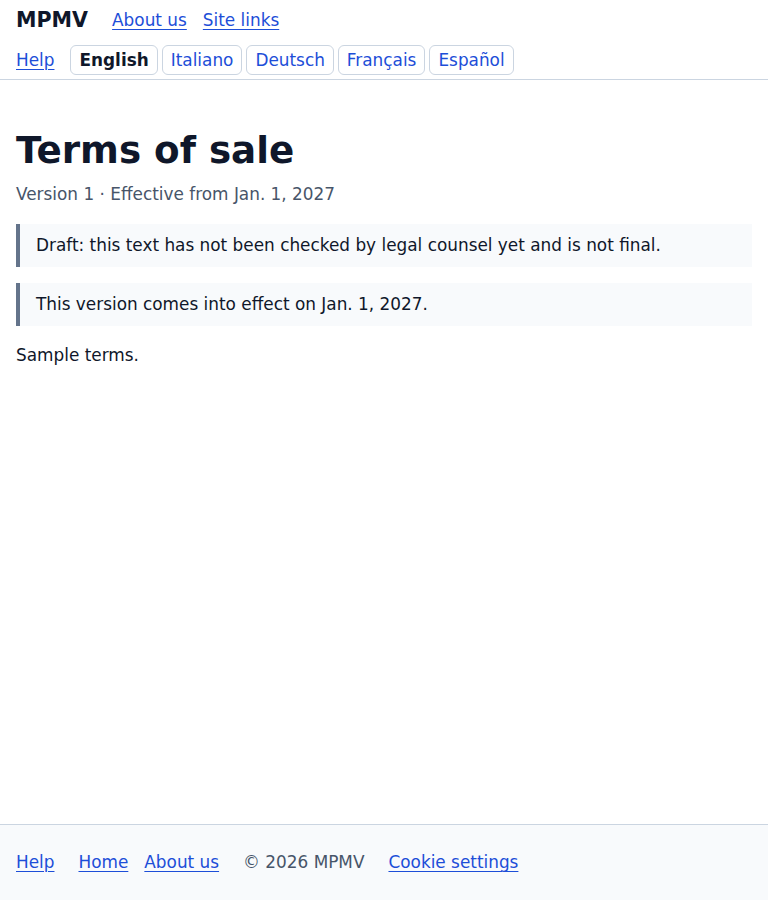 MPMV About us Site links
Help English Italiano Deutsch Français Español
Terms of sale
Version 1 · Effective from Jan. 1, 2027
Draft: this text has not been checked by legal counsel yet and is not final.
This version comes into effect on Jan. 1, 2027.
Sample terms.
Help Home About us © 2026 MPMV Cookie settings